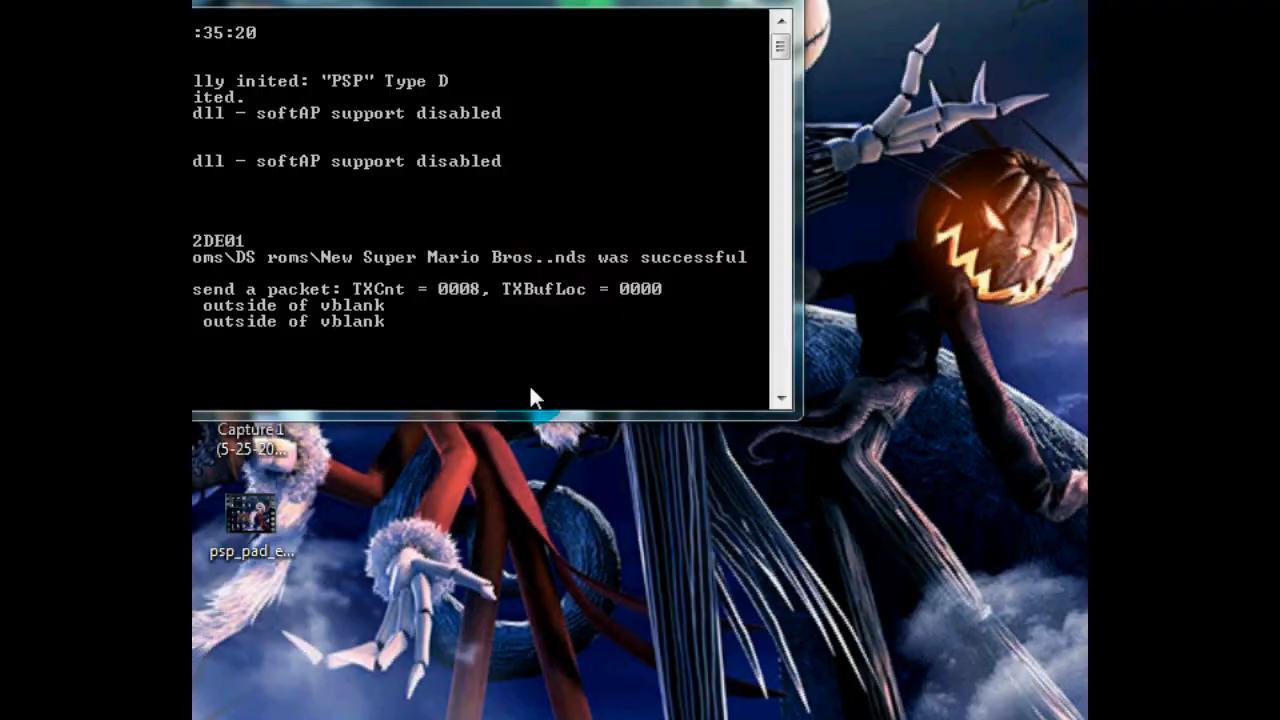 :35:20
lly inited: "PSP" Type D
ited.
dll - softAP support disabled
dll - softAP support disabled
2DE01
oms\DS roms\New Super Mario Bros..nds was successful
send a packet: TXCnt = 0008, TXBufLoc = 0000
outside of vblank
outside of vblank
Capture 1
(5-25-20...
psp_pad_e...